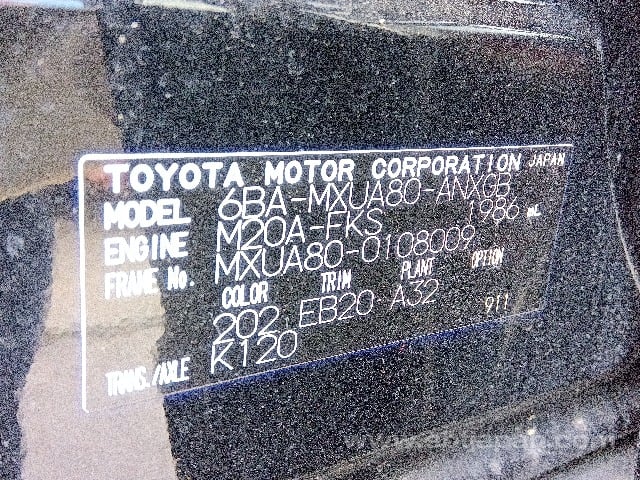 TOYOTA MOTOR CORPORATION JAPAN
MODEL 6BA-MXUA80-ANXGB
ENGINE M20A-FKS 1986 mL
FRAME No. MXUA80-0108009
COLOR TRIM PLANT OPTION
202 EB20 A32 911
TRANS./AXLE K120